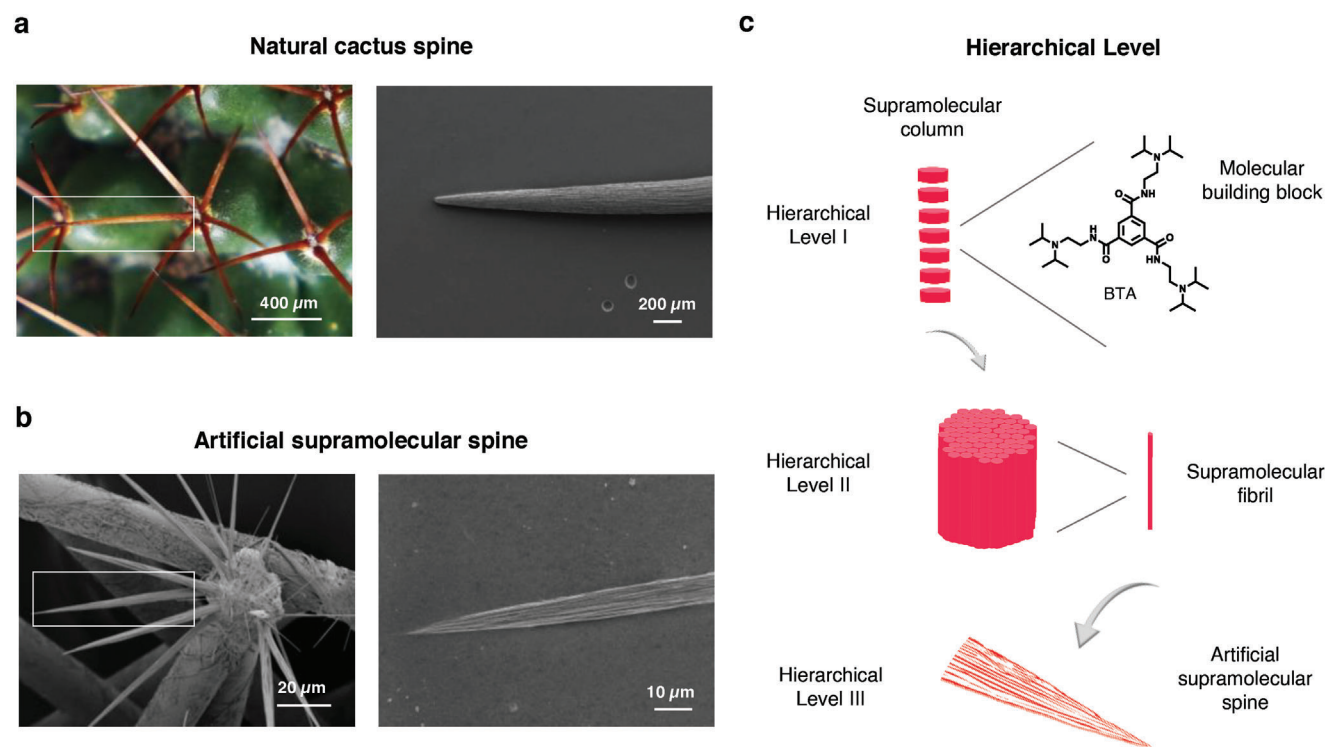 a
Natural cactus spine
400 µm
200 µm
b
Artificial supramolecular spine
20 µm
10 µm
c
Hierarchical Level
Supramolecular
column
Hierarchical
Level I
Molecular
building block
N
NH
O
N
H
N
O
O
HN
N
BTA
Hierarchical
Level II
Supramolecular
fibril
Hierarchical
Level III
Artificial
supramolecular
spine